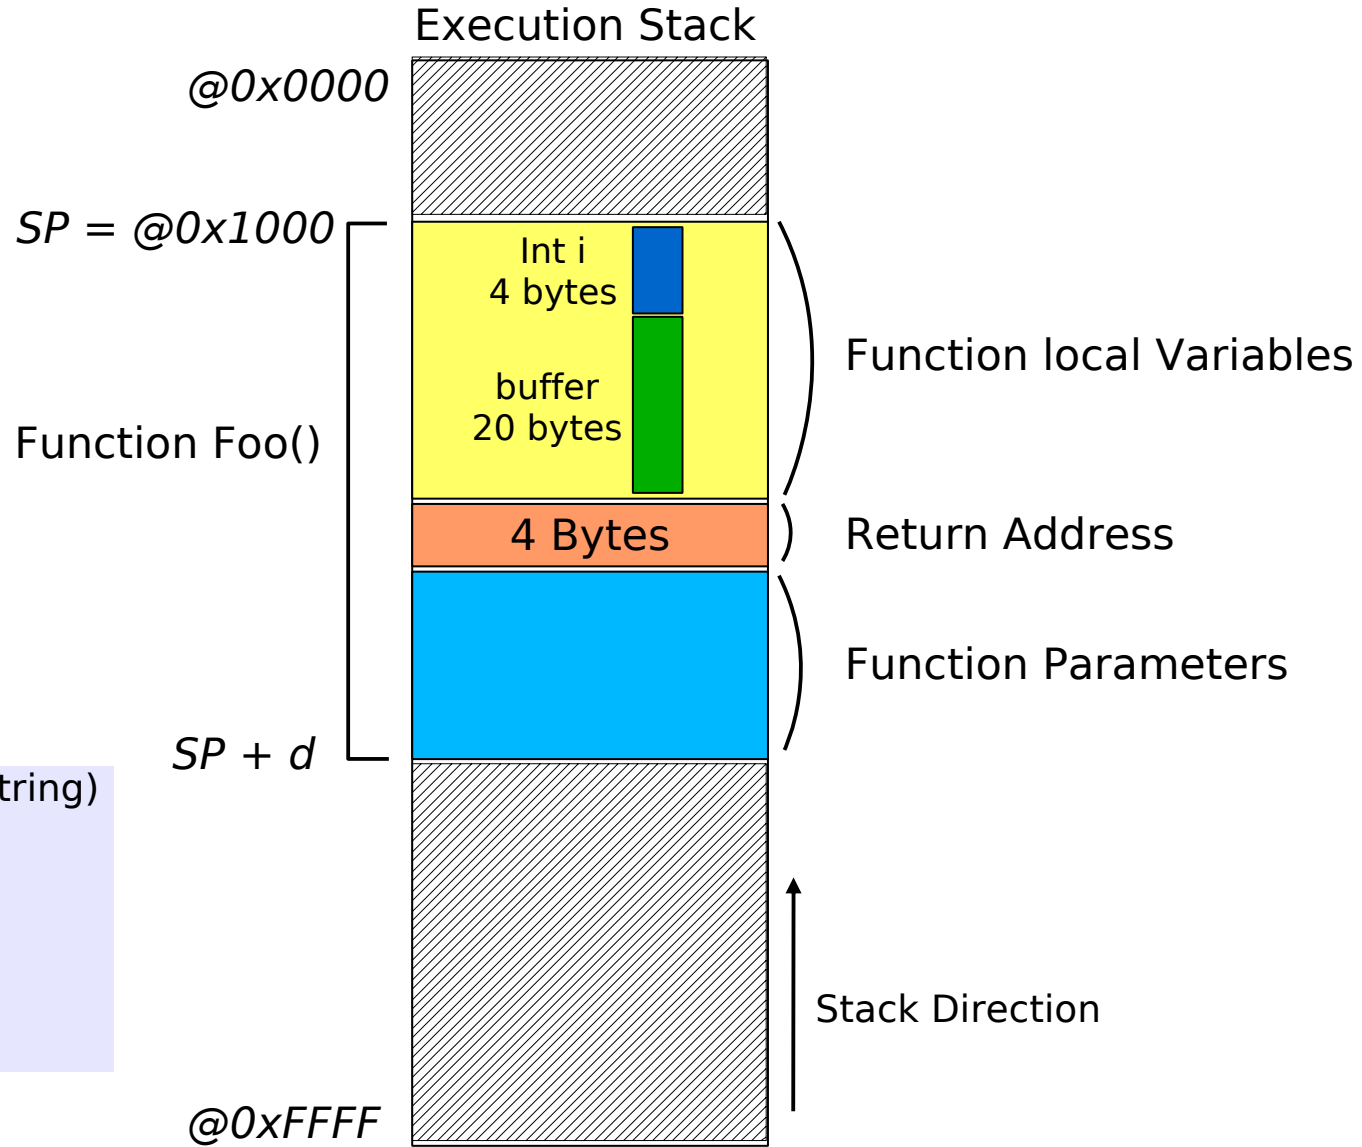 Execution Stack
@0x0000
SP = @0x1000
Int i
4 bytes
Function local Variables
buffer
20 bytes
Function Foo()
4 Bytes
Return Address
Function Parameters
SP + d
tring)
Stack Direction
@0xFFFF